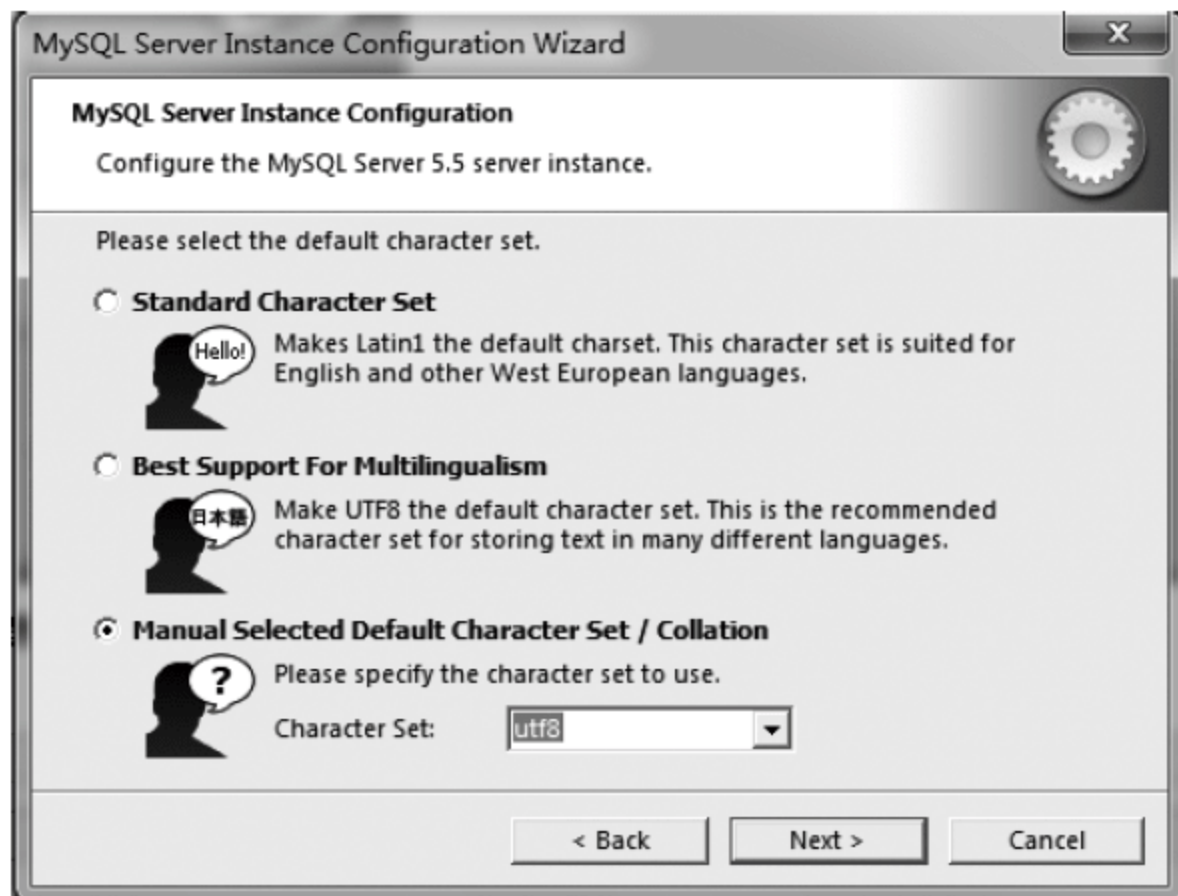 MySQL Server Instance Configuration Wizard
MySQL Server Instance Configuration
Configure the MySQL Server 5.5 server instance.
Please select the default character set.
Standard Character Set
Hello!
Makes Latin1 the default charset. This character set is suited for
English and other West European languages.
Best Support For Multilingualism
日本語
Make UTF8 the default character set. This is the recommended
character set for storing text in many different languages.
Manual Selected Default Character Set / Collation
?
Please specify the character set to use.
Character Set: utf8
< Back Next > Cancel